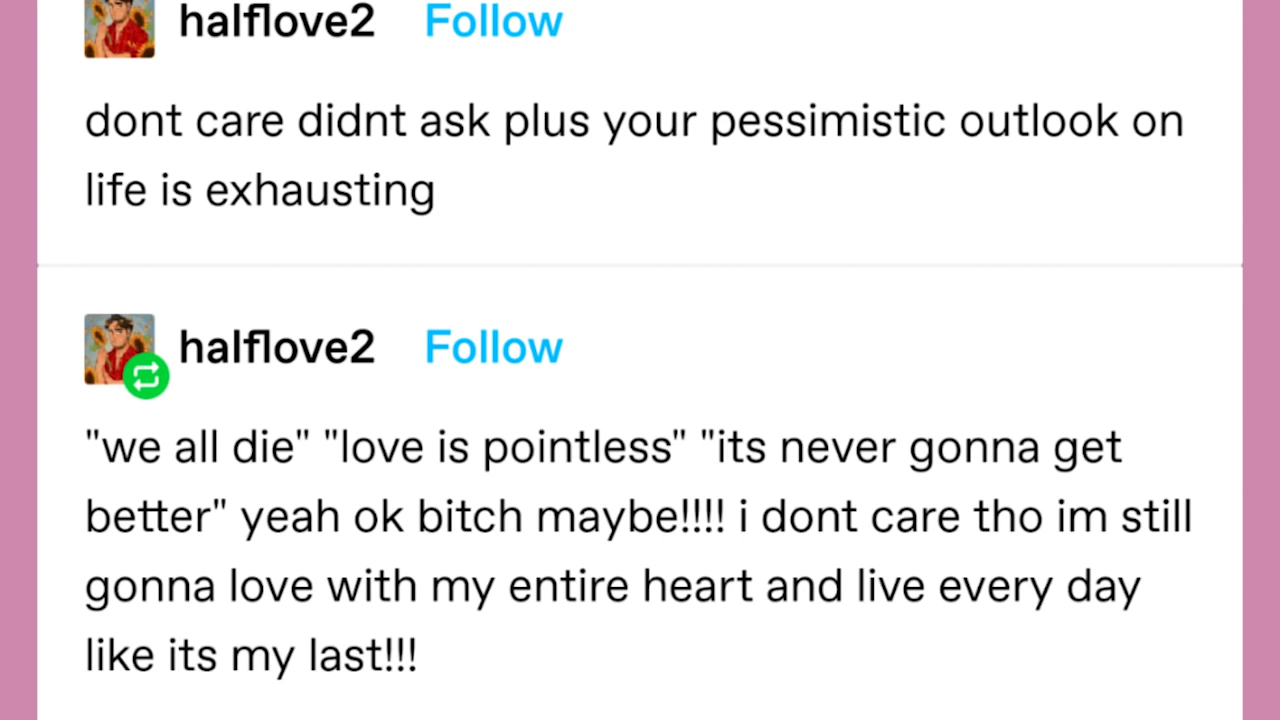 halflove2 Follow
dont care didnt ask plus your pessimistic outlook on
life is exhausting
halflove2 Follow
"we all die" "love is pointless" "its never gonna get
better" yeah ok bitch maybe!!!! i dont care tho im still
gonna love with my entire heart and live every day
like its my last!!!